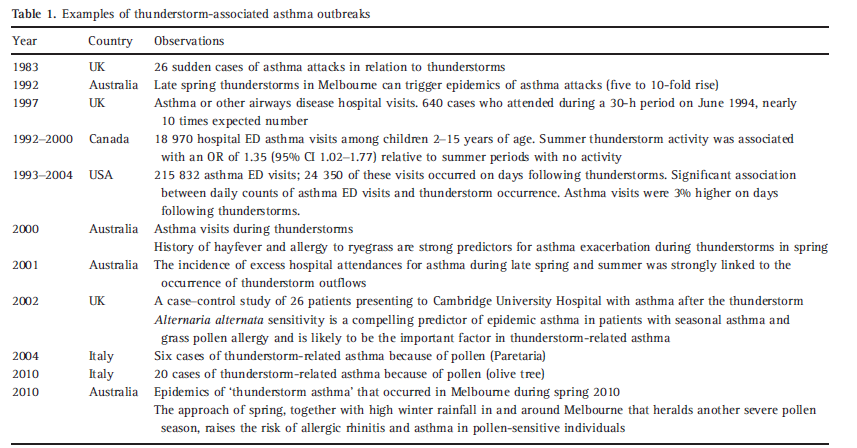 Table 1. Examples of thunderstorm-associated asthma outbreaks
Year Country Observations
1983 UK 26 sudden cases of asthma attacks in relation to thunderstorms
1992 Australia Late spring thunderstorms in Melbourne can trigger epidemics of asthma attacks (five to 10-fold rise)
1997 UK Asthma or other airways disease hospital visits. 640 cases who attended during a 30-h period on June 1994, nearly
10 times expected number
1992–2000 Canada 18 970 hospital ED asthma visits among children 2–15 years of age. Summer thunderstorm activity was associated
with an OR of 1.35 (95% CI 1.02–1.77) relative to summer periods with no activity
1993–2004 USA 215 832 asthma ED visits; 24 350 of these visits occurred on days following thunderstorms. Significant association
between daily counts of asthma ED visits and thunderstorm occurrence. Asthma visits were 3% higher on days
following thunderstorms.
2000 Australia Asthma visits during thunderstorms
History of hayfever and allergy to ryegrass are strong predictors for asthma exacerbation during thunderstorms in spring
2001 Australia The incidence of excess hospital attendances for asthma during late spring and summer was strongly linked to the
occurrence of thunderstorm outflows
2002 UK A case–control study of 26 patients presenting to Cambridge University Hospital with asthma after the thunderstorm
Alternaria alternata sensitivity is a compelling predictor of epidemic asthma in patients with seasonal asthma and
grass pollen allergy and is likely to be the important factor in thunderstorm-related asthma
2004 Italy Six cases of thunderstorm-related asthma because of pollen (Paretaria)
2010 Italy 20 cases of thunderstorm-related asthma because of pollen (olive tree)
2010 Australia Epidemics of ‘thunderstorm asthma’ that occurred in Melbourne during spring 2010
The approach of spring, together with high winter rainfall in and around Melbourne that heralds another severe pollen
season, raises the risk of allergic rhinitis and asthma in pollen-sensitive individuals